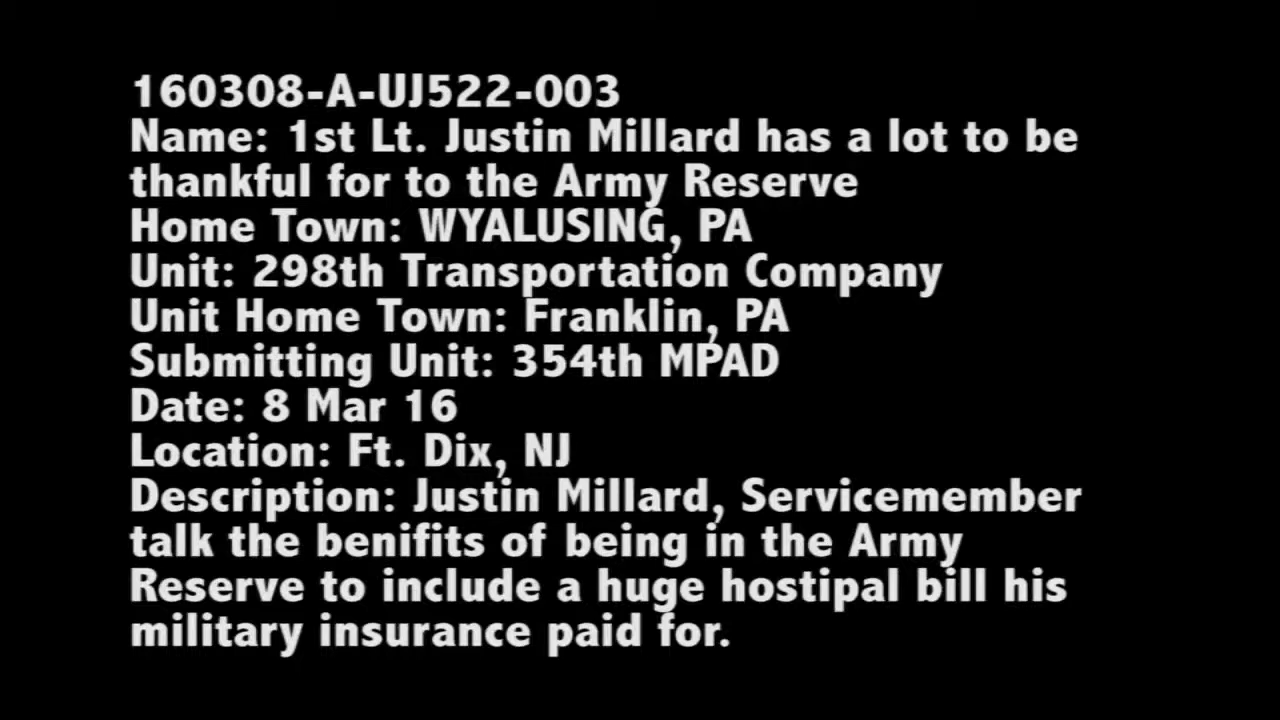 160308-A-UJ522-003
Name: 1st Lt. Justin Millard has a lot to be
thankful for to the Army Reserve
Home Town: WYALUSING, PA
Unit: 298th Transportation Company
Unit Home Town: Franklin, PA
Submitting Unit: 354th MPAD
Date: 8 Mar 16
Location: Ft. Dix, NJ
Description: Justin Millard, Servicemember
talk the benifits of being in the Army
Reserve to include a huge hostipal bill his
military insurance paid for.